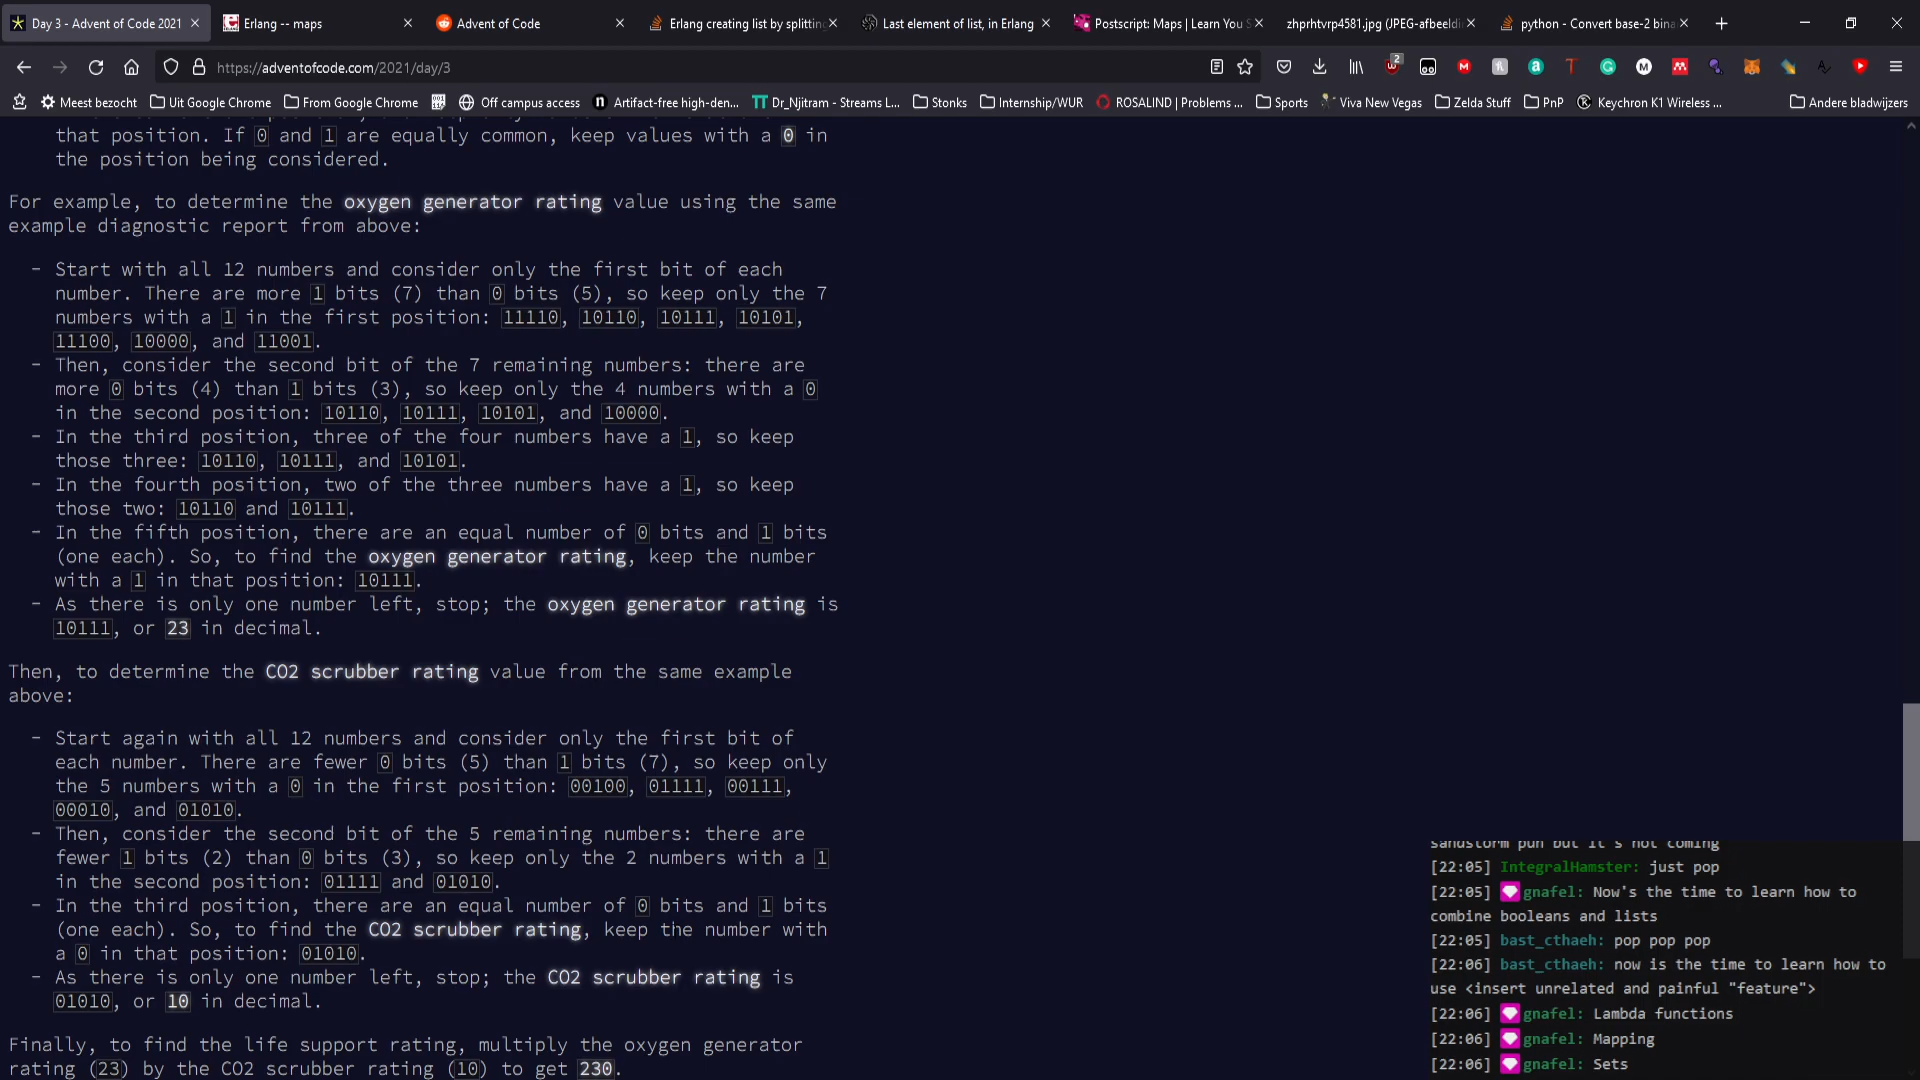 Day 3 - Advent of Code 2021
Erlang -- maps
Advent of Code
Erlang creating list by splitting
Last element of list, in Erlang
Postscript: Maps | Learn You S
zhprhtvrp4581.jpg (JPEG-afbeeldi
python - Convert base-2 bina
https://adventofcode.com/2021/day/3
2
Meest bezocht
Uit Google Chrome
From Google Chrome
Off campus access
Artifact-free high-den...
Dr_Njitram - Streams L...
Stonks
Internship/WUR
ROSALIND | Problems ...
Sports
Viva New Vegas
Zelda Stuff
PnP
Keychron K1 Wireless ...
Andere bladwijzers
that position. If 0 and 1 are equally common, keep values with a 0 in
the position being considered.
For example, to determine the oxygen generator rating value using the same
example diagnostic report from above:
- Start with all 12 numbers and consider only the first bit of each
number. There are more 1 bits (7) than 0 bits (5), so keep only the 7
numbers with a 1 in the first position: 11110, 10110, 10111, 10101,
11100, 10000, and 11001.
- Then, consider the second bit of the 7 remaining numbers: there are
more 0 bits (4) than 1 bits (3), so keep only the 4 numbers with a 0
in the second position: 10110, 10111, 10101, and 10000.
- In the third position, three of the four numbers have a 1, so keep
those three: 10110, 10111, and 10101.
- In the fourth position, two of the three numbers have a 1, so keep
those two: 10110 and 10111.
- In the fifth position, there are an equal number of 0 bits and 1 bits
(one each). So, to find the oxygen generator rating, keep the number
with a 1 in that position: 10111.
- As there is only one number left, stop; the oxygen generator rating is
10111, or 23 in decimal.
Then, to determine the CO2 scrubber rating value from the same example
above:
- Start again with all 12 numbers and consider only the first bit of
each number. There are fewer 0 bits (5) than 1 bits (7), so keep only
the 5 numbers with a 0 in the first position: 00100, 01111, 00111,
00010, and 01010.
- Then, consider the second bit of the 5 remaining numbers: there are
fewer 1 bits (2) than 0 bits (3), so keep only the 2 numbers with a 1
in the second position: 01111 and 01010.
- In the third position, there are an equal number of 0 bits and 1 bits
(one each). So, to find the CO2 scrubber rating, keep the number with
a 0 in that position: 01010.
- As there is only one number left, stop; the CO2 scrubber rating is
01010, or 10 in decimal.
Finally, to find the life support rating, multiply the oxygen generator
rating (23) by the CO2 scrubber rating (10) to get 230.
sandstorm pun but it's not coming
[22:05] IntegralHamster: just pop
[22:05] gnafel: Now's the time to learn how to
combine booleans and lists
[22:05] bast_cthaeh: pop pop pop
[22:06] bast_cthaeh: now is the time to learn how to
use <insert unrelated and painful "feature">
[22:06] gnafel: Lambda functions
[22:06] gnafel: Mapping
[22:06] gnafel: Sets